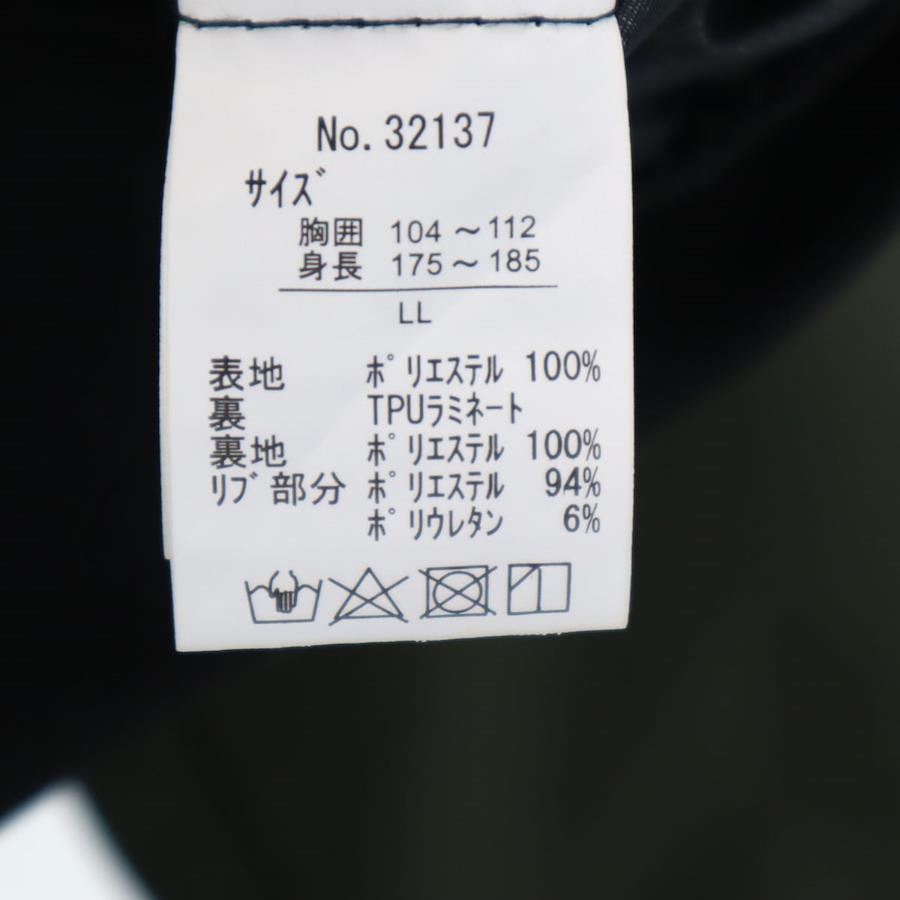 No.32137
ｻｲｽﾞ
胸囲 104 ～ 112
身長 175 ～ 185
LL
表地 ﾎﾟﾘｴｽﾃﾙ 100%
裏 TPUﾗﾐﾈｰﾄ
裏地 ﾎﾟﾘｴｽﾃﾙ 100%
ﾘﾌﾞ部分 ﾎﾟﾘｴｽﾃﾙ 94%
ﾎﾟﾘｳﾚﾀﾝ 6%